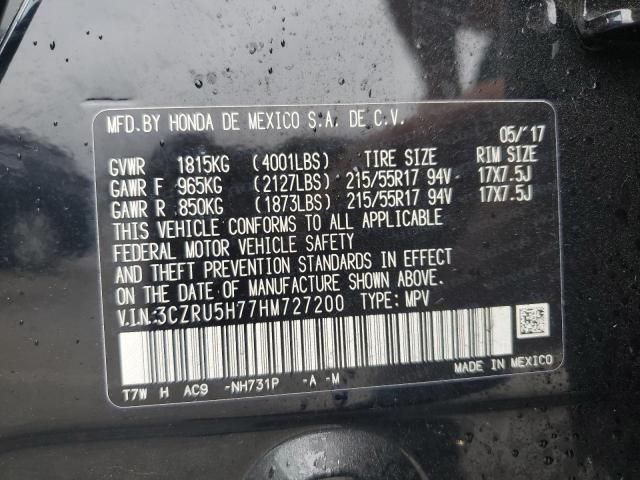 MFD.BY HONDA DE MEXICO S.A. DE C.V.
05/'17
GVWR 1815KG (4001LBS) TIRE SIZE RIM SIZE
GAWR F 965KG (2127LBS) 215/55R17 94V 17X7.5J
GAWR R 850KG (1873LBS) 215/55R17 94V 17X7.5J
THIS VEHICLE CONFORMS TO ALL APPLICABLE
FEDERAL MOTOR VEHICLE SAFETY
AND THEFT PREVENTION STANDARDS IN EFFECT
ON THE DATE OF MANUFACTURE SHOWN ABOVE.
V.I.N.:3CZRU5H77HM727200 TYPE: MPV
MADE IN MEXICO
T7W H AC9 -NH731P -A -M